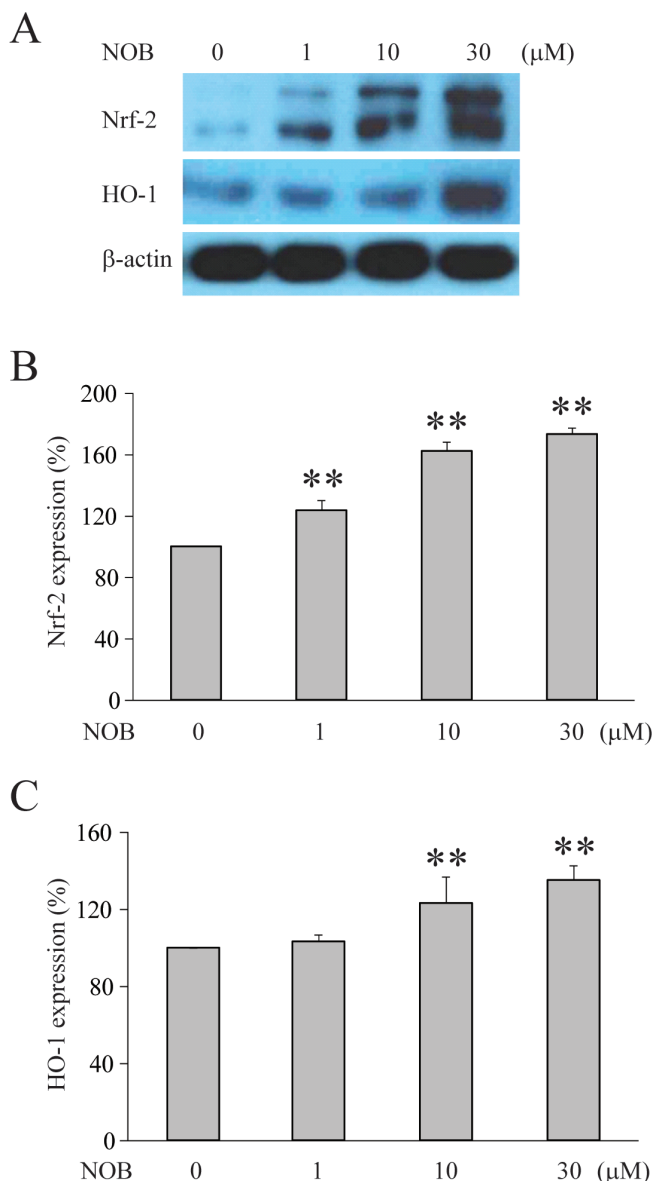 A
NOB 0 1 10 30 (μM)
Nrf-2
HO-1
β-actin
B
Nrf-2 expression (%)
200
160
120
80
40
0
** ** **
NOB 0 1 10 30 (μM)
C
HO-1 expression (%)
160
120
80
40
0
** **
NOB 0 1 10 30 (μM)